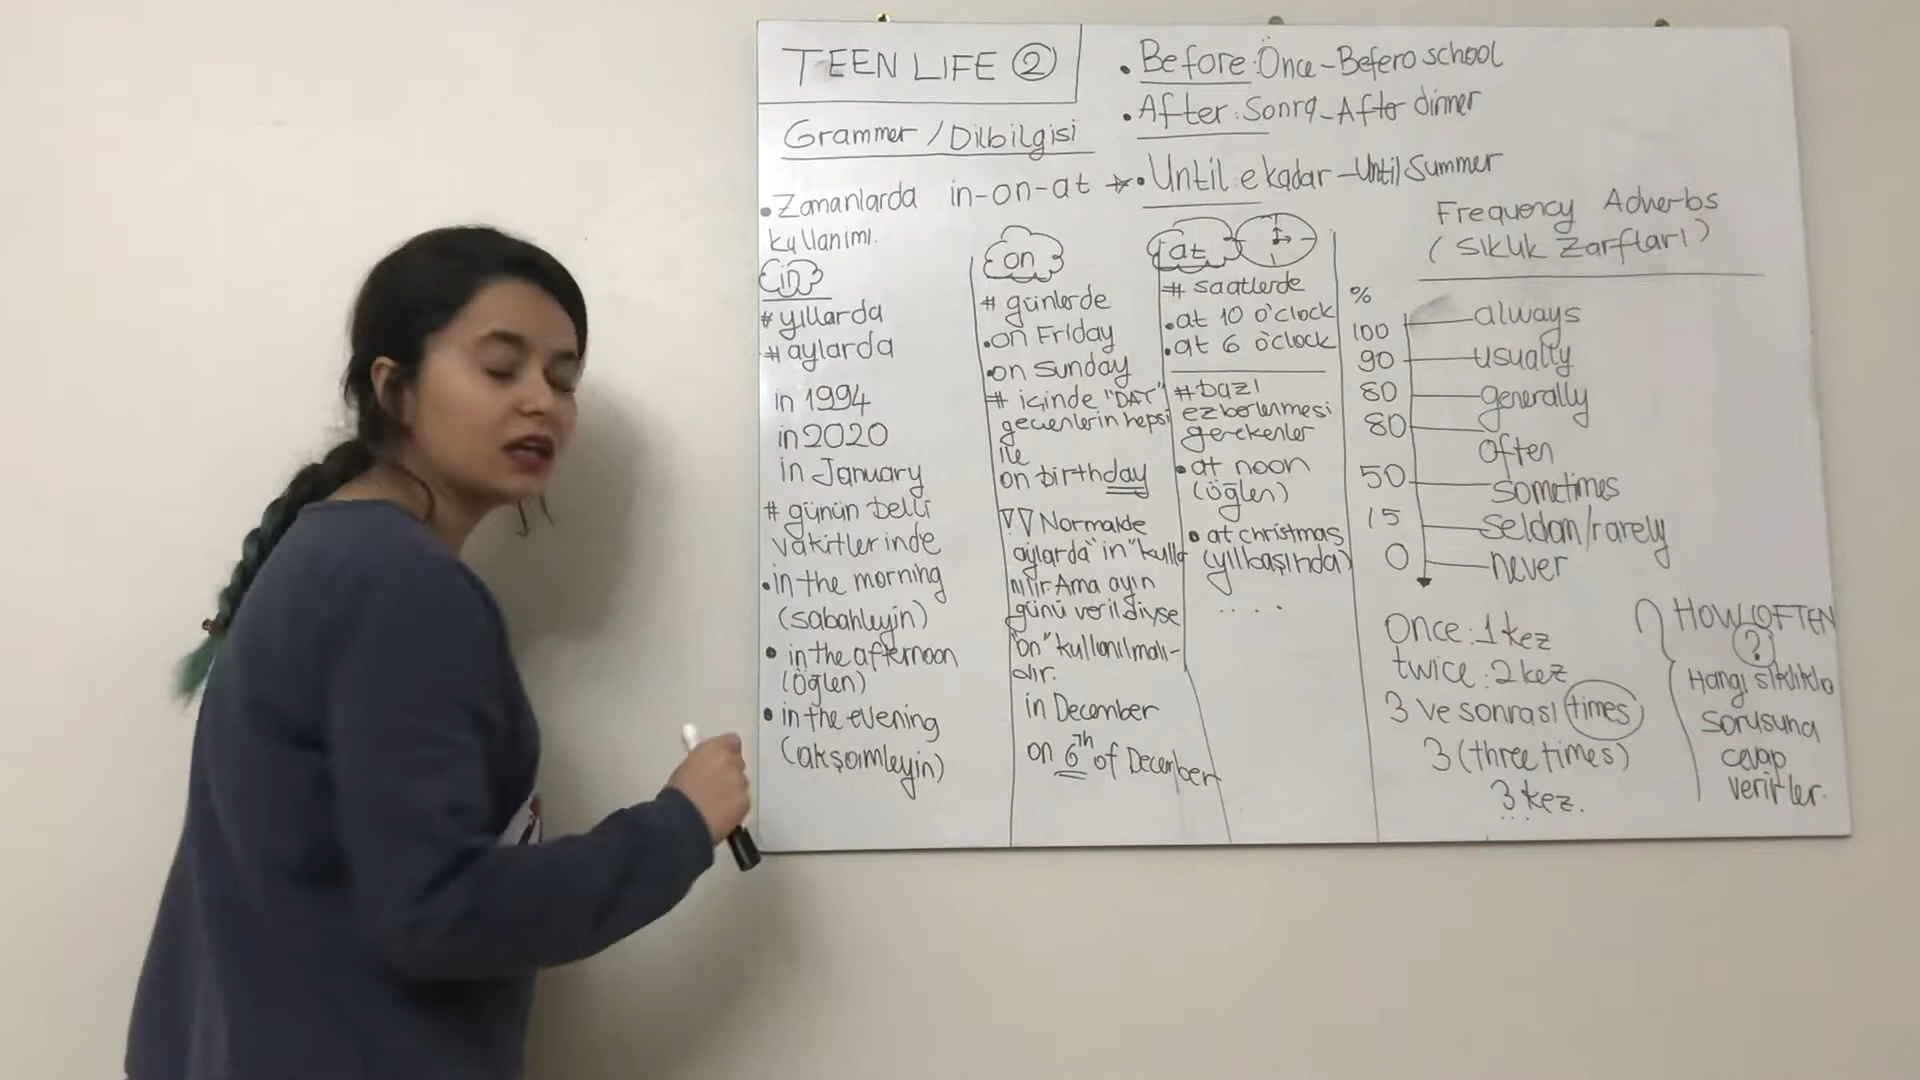 TEEN LIFE ②
• Before: Önce - Befero school
• After: Sonra - After dinner
Grammer / Dilbilgisi
• Zamanlarda in-on-at → • Until: e kadar - Until Summer
kullanımı.
in
# yıllarda
# aylarda
in 1994
in 2020
in January
# günün belli
vakitlerinde
• in the morning
(sabahleyin)
• in the afternoon
(öğlen)
• in the evening
(akşamleyin)
on
# günlerde
• on Friday
• on Sunday
# içinde "DAY"
geçenlerin hepsi
ile
on birthday
▽▽ Normalde
aylarda "in" kulla
nılır. Ama ayın
günü verildiyse
"on" kullanılmalı-
dır.
in December
on 6th of December
at
# saatlerde
• at 10 o'clock
• at 6 o'clock
# bazı
ezberlenmesi
gerekenler
• at noon
(öğlen)
• at christmas
(yılbaşında)
. . . .
Frequency Adverbs
(Sıklık Zarfları)
%
100 always
90 usually
80 generally
80 often
50 sometimes
15 seldom/rarely
0 never
Once: 1 kez
twice: 2 kez
3 ve sonrası times
3 (three times)
3 kez.
...
HOW OFTEN
?
Hangi sıklıkla
sorusuna
cevap
verirler.